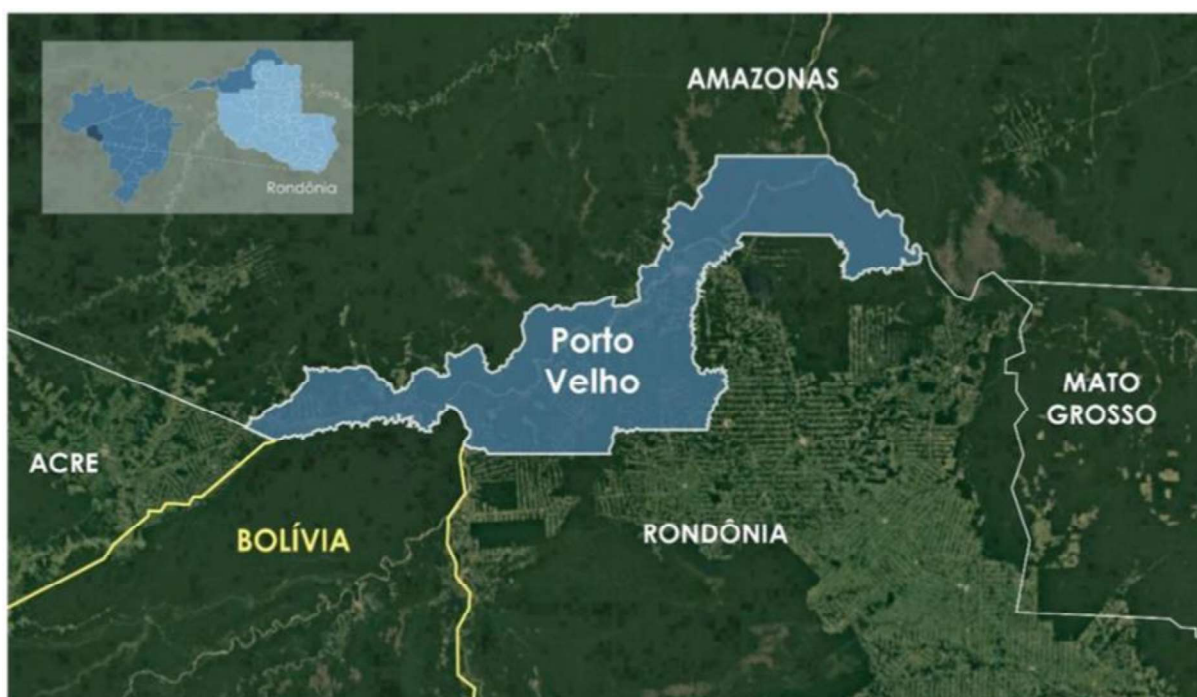 AMAZONAS
Rondônia
Porto
Velho
MATO
GROSSO
ACRE
BOLÍVIA
RONDÔNIA